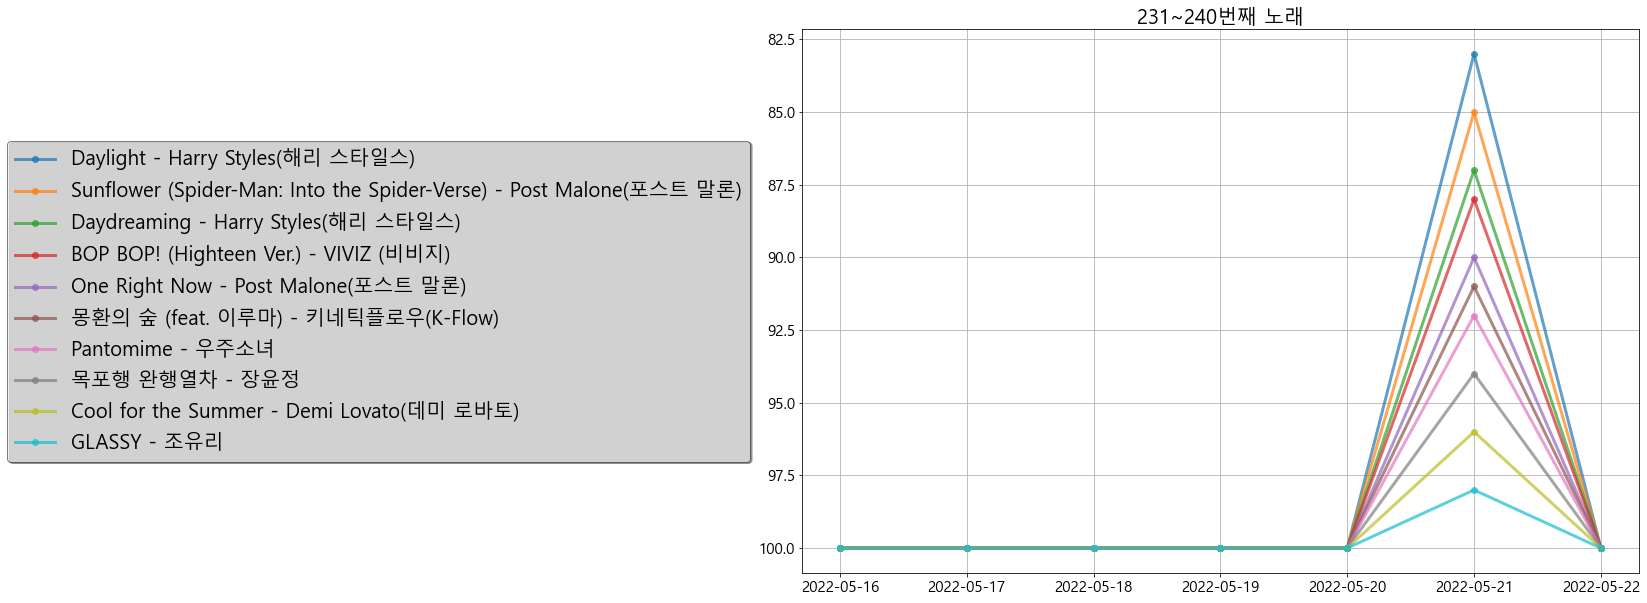 231~240번째 노래
Daylight - Harry Styles(해리 스타일스)
Sunflower (Spider-Man: Into the Spider-Verse) - Post Malone(포스트 말론)
Daydreaming - Harry Styles(해리 스타일스)
BOP BOP! (Highteen Ver.) - VIVIZ (비비지)
One Right Now - Post Malone(포스트 말론)
몽환의 숲 (feat. 이루마) - 키네틱플로우(K-Flow)
Pantomime - 우주소녀
목포행 완행열차 - 장윤정
Cool for the Summer - Demi Lovato(데미 로바토)
GLASSY - 조유리
82.5
85.0
87.5
90.0
92.5
95.0
97.5
100.0
2022-05-16 2022-05-17 2022-05-18 2022-05-19 2022-05-20 2022-05-21 2022-05-22